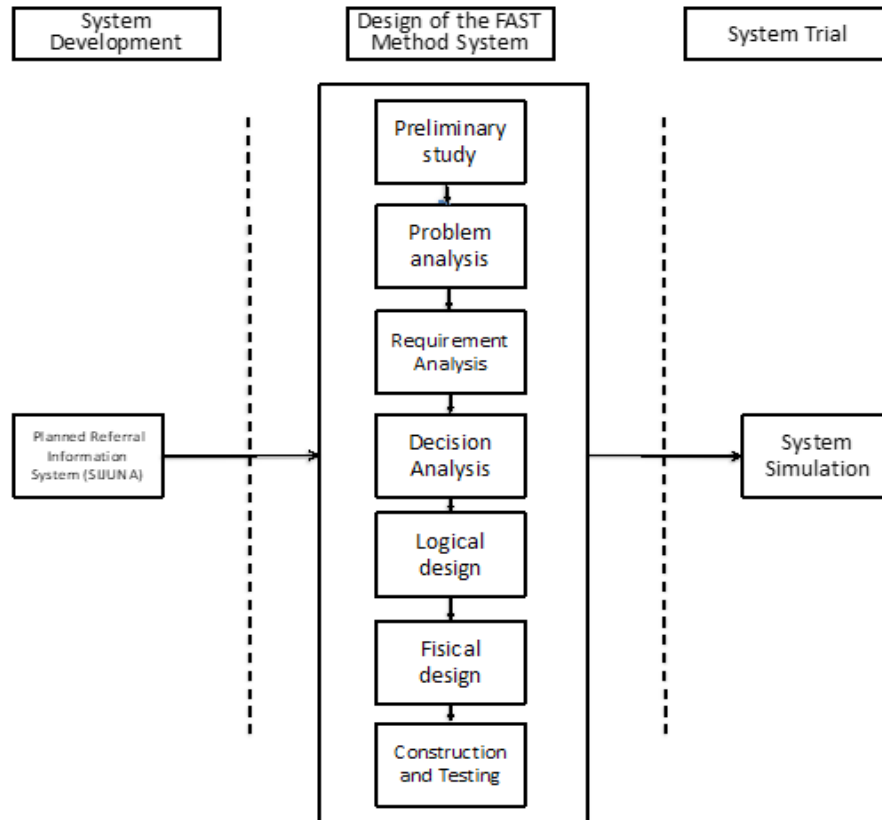 System
Development
Design of the FAST
Method System
System Trial
Preliminary
study
Problem
analysis
Requirement
Analysis
Decision
Analysis
Planned Referral
Information
System (SIJUNA)
System
Simulation
Logical
design
Fisical
design
Construction
and Testing